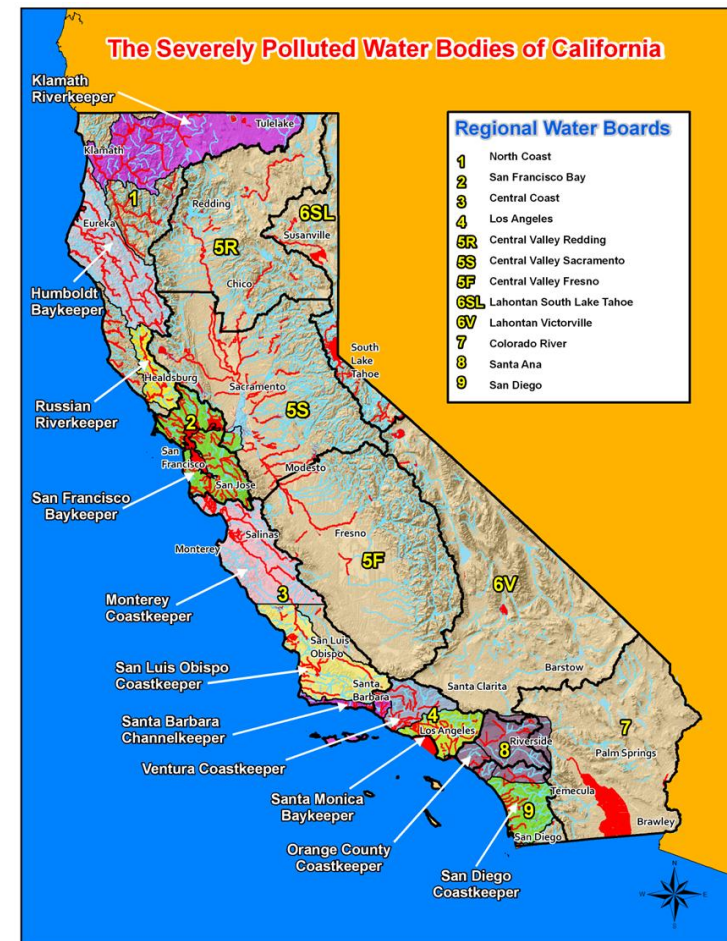 The Severely Polluted Water Bodies of California
Klamath
Riverkeeper
Tulelake
Klamath
Regional Water Boards
1 North Coast
2 San Francisco Bay
3 Central Coast
4 Los Angeles
5R Central Valley Redding
5S Central Valley Sacramento
5F Central Valley Fresno
6SL Lahontan South Lake Tahoe
6V Lahontan Victorville
7 Colorado River
8 Santa Ana
9 San Diego
1
Redding
6SL
Eureka
Susanville
5R
Chico
Humboldt
Baykeeper
South
Lake
Tahoe
Healdsburg
Sacramento
Russian
Riverkeeper
2
5S
San
Francisco
Modesto
San Jose
San Francisco
Baykeeper
Salinas
Fresno
Monterey
5F
6V
Monterey
Coastkeeper
3
San Luis
Obispo
San Luis Obispo
Coastkeeper
Barstow
Santa
Barbara
Santa Clarita
Santa Barbara
Channelkeeper
4
Los Angeles
7
Riverside
8
Palm Springs
Ventura Coastkeeper
Santa Monica
Baykeeper
Temecula
9
Brawley
San Diego
Orange County
Coastkeeper
San Diego
Coastkeeper
N
W
E
S